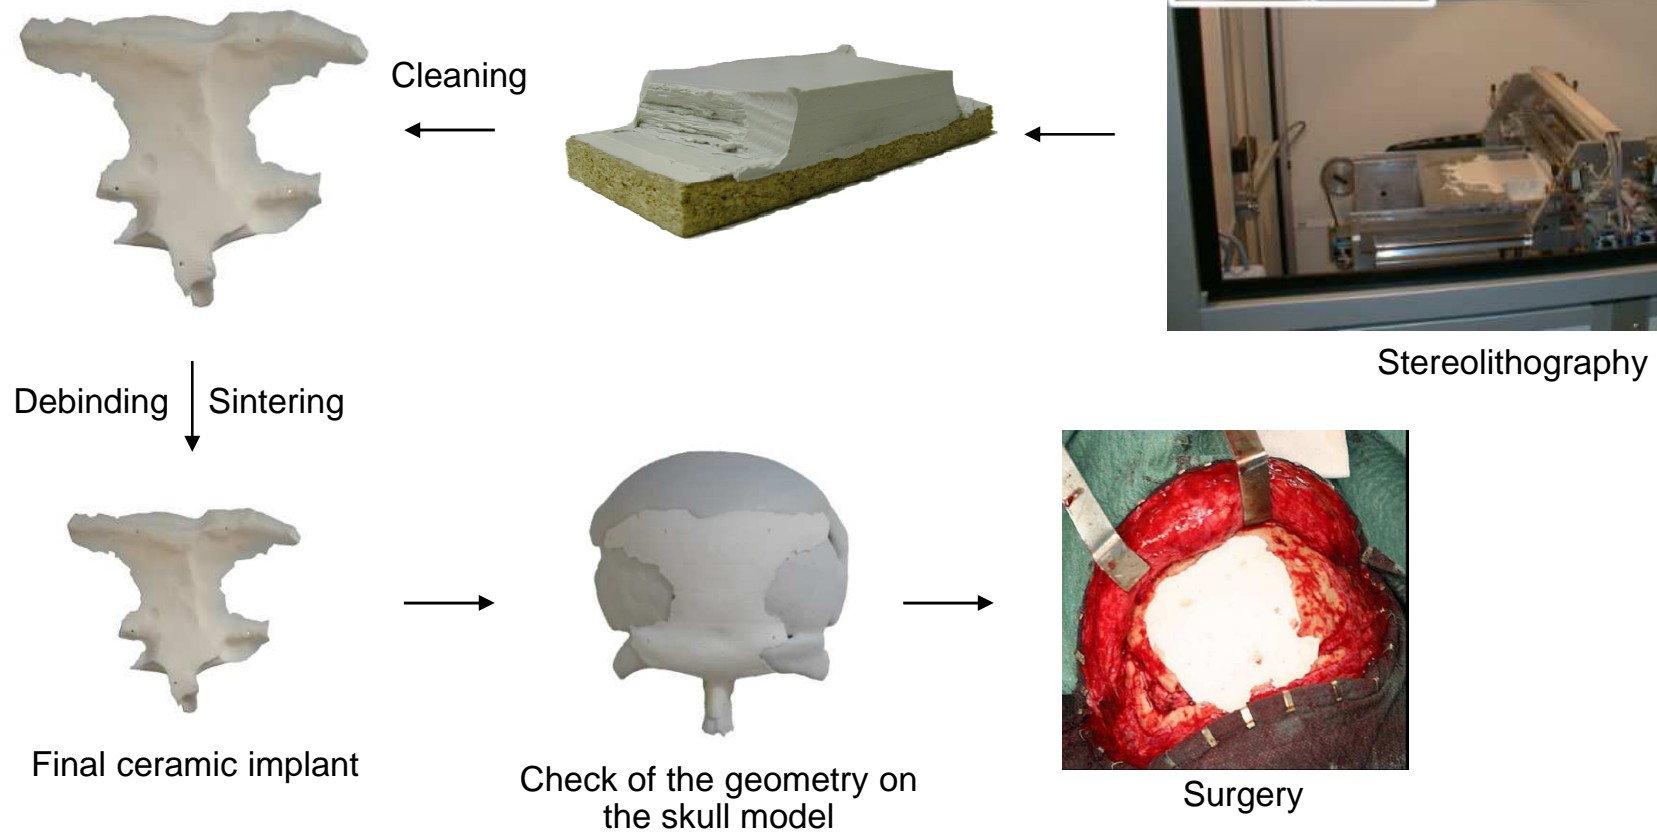 Cleaning
Stereolithography
Debinding
Sintering
Final ceramic implant
Check of the geometry on
the skull model
Surgery